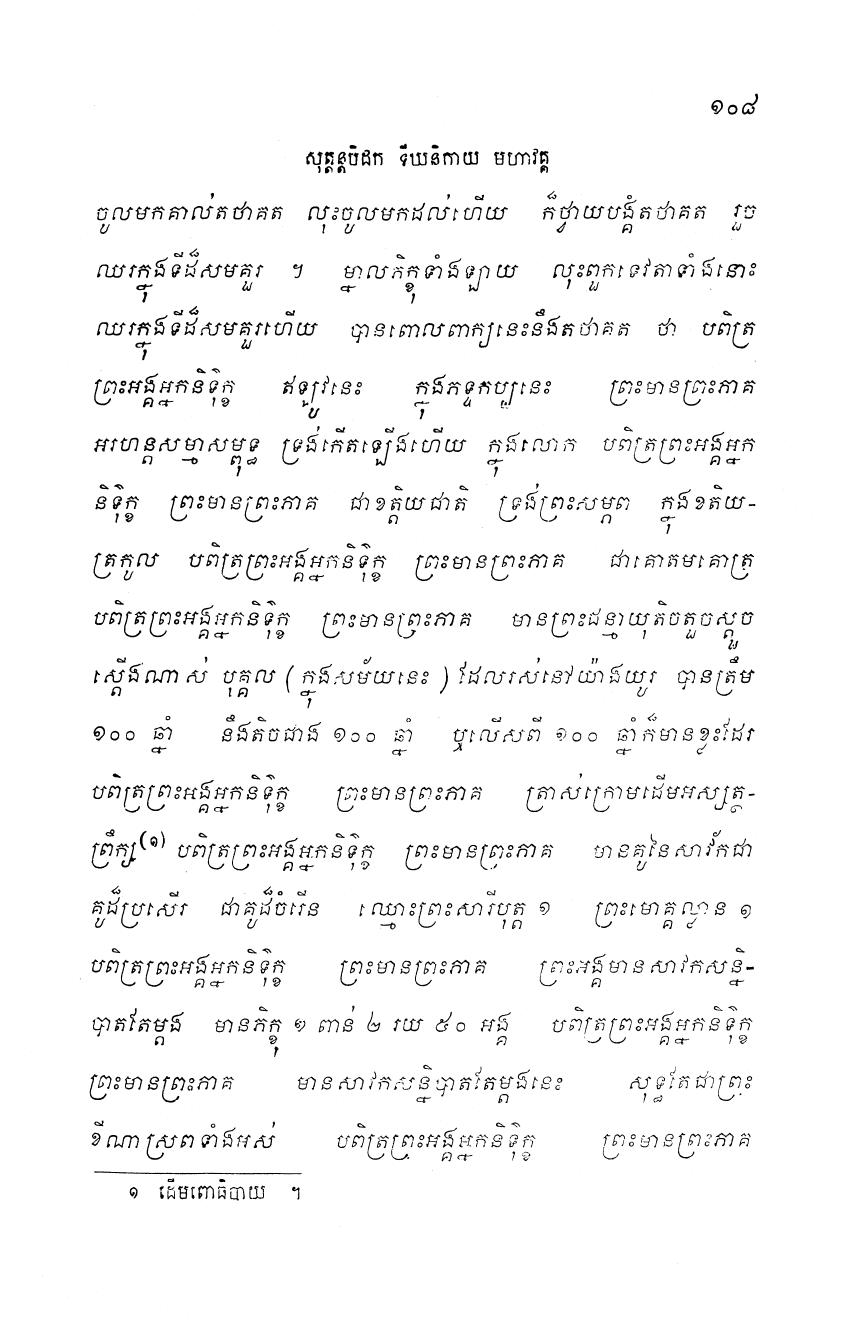 ១០៨
សុត្តន្តបិដក ទីឃនិកាយ មហាវគ្គ
ចូលមកគាល់តថាគត លុះចូលមកដល់ហើយ ក៏ថ្វាយបង្គំតថាគត រួច
ឈរក្នុងទីដ៏សមគួរ ។ ម្នាលភិក្ខុទាំងឡាយ លុះពួកទេវតាទាំងនោះ
ឈរក្នុងទីដ៏សមគួរហើយ បានពោលពាក្យនេះនឹងតថាគត ថា បពិត្រ
ព្រះអង្គអ្នកនិទ៌ុក្ខ ឥឡូវនេះ ក្នុងភទ្ទកប្បនេះ ព្រះមានព្រះភាគ
អរហន្តសម្មាសម្ពុទ្ធ ទ្រង់កើតឡើងហើយ ក្នុងលោក បពិត្រព្រះអង្គអ្នក
និទ៌ុក្ខ ព្រះមានព្រះភាគ ជាខត្តិយជាតិ ទ្រង់ព្រះសម្ភព ក្នុងខតិយ-
ត្រកូល បពិត្រព្រះអង្គអ្នកនិទ៌ុក្ខ ព្រះមានព្រះភាគ ជាគោតមគោត្រ
បពិត្រព្រះអង្គអ្នកនិទ៌ុក្ខ ព្រះមានព្រះភាគ មានព្រះជន្មាយុតិចតួចស្តួច
ស្តើងណាស់ បុគ្គល (ក្នុងសម័យនេះ) ដែលរស់នៅយ៉ាងយូរ បានត្រឹម
១០០ ឆ្នាំ នឹងតិចជាង ១០០ ឆ្នាំ ឬលើសពី ១០០ ឆ្នាំក៏មានខ្លះដែរ
បពិត្រព្រះអង្គអ្នកនិទ៌ុក្ខ ព្រះមានព្រះភាគ ត្រាស់ក្រោមដើមអស្សត្ថ-
ព្រឹក្ស(១) បពិត្រព្រះអង្គអ្នកនិទ៌ុក្ខ ព្រះមានព្រះភាគ មានគូនៃសាវ័កជា
គូដ៏ប្រសើរ ជាគូដ៏ចំរើន ឈ្មោះព្រះសារីបុត្ត ១ ព្រះមោគ្គល្លាន ១
បពិត្រព្រះអង្គអ្នកនិទ៌ុក្ខ ព្រះមានព្រះភាគ ព្រះអង្គមានសាវកសន្និ-
បាតតែម្តង មានភិក្ខុ ១ ពាន់ ២ រយ ៥០ អង្គ បពិត្រព្រះអង្គអ្នកនិទ៌ុក្ខ
ព្រះមានព្រះភាគ មានសាវកសន្និបាតតែម្តងនេះ សុទ្ធតែជាព្រះ
ខីណាស្រពទាំងអស់ បពិត្រព្រះអង្គអ្នកនិទ៌ុក្ខ ព្រះមានព្រះភាគ
១ ដើមពោធិបាយ ។